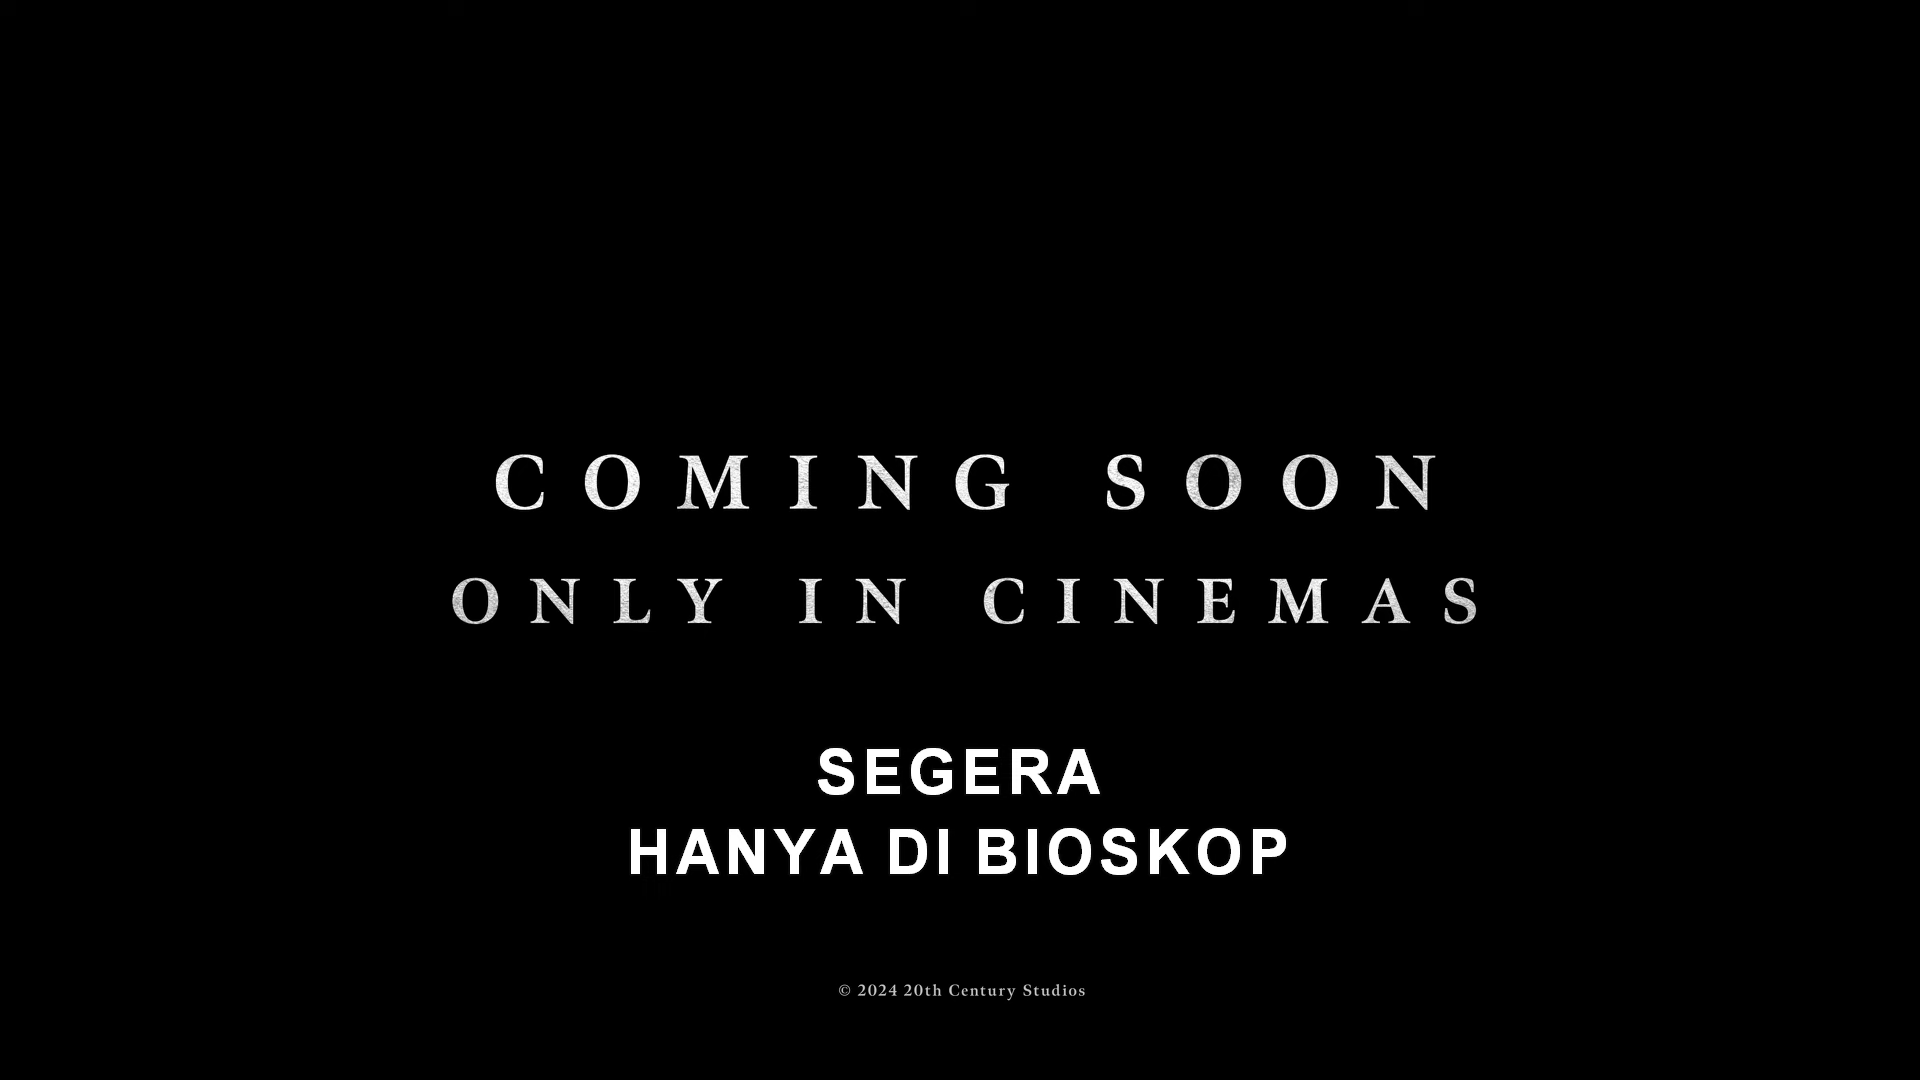 COMING SOON
ONLY IN CINEMAS
SEGERA
HANYA DI BIOSKOP
© 2024 20th Century Studios